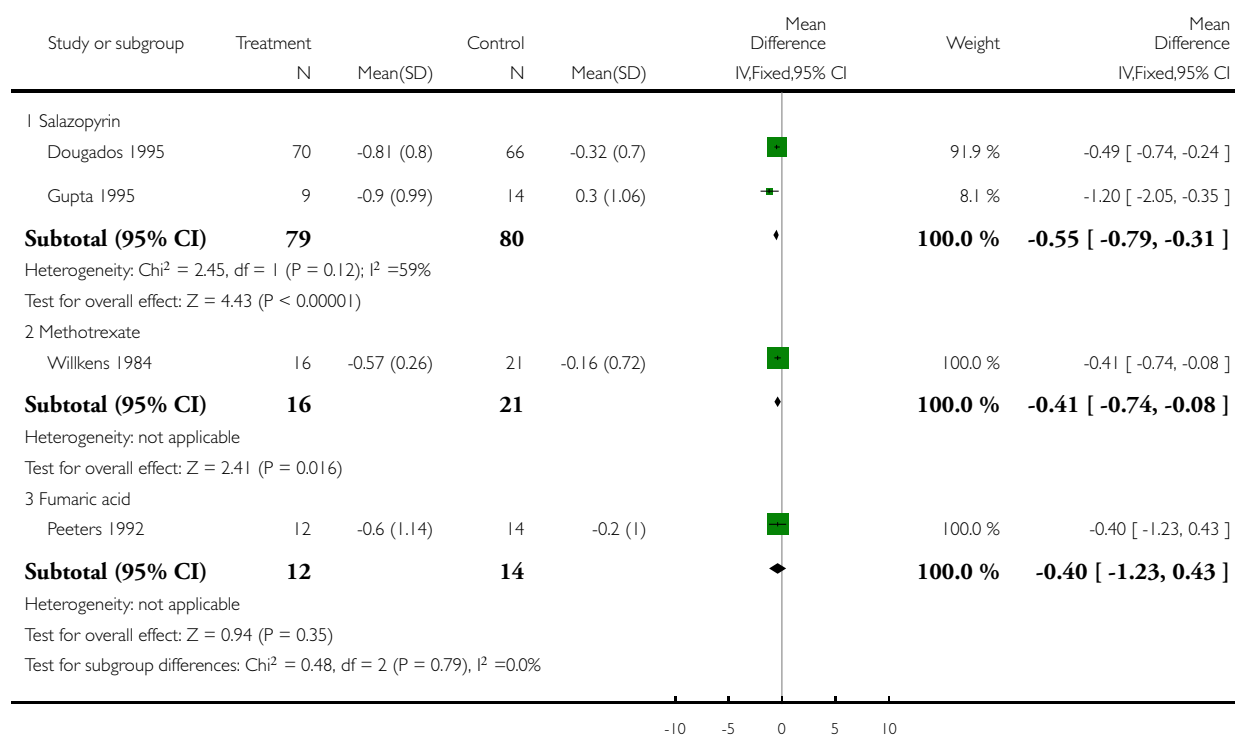 Study or subgroup Treatment Control Mean Difference Weight Mean Difference
N Mean(SD) N Mean(SD) IV,Fixed,95% CI IV,Fixed,95% CI
1 Salazopyrin
Dougados 1995 70 -0.81 (0.8) 66 -0.32 (0.7) 91.9 % -0.49 [ -0.74, -0.24 ]
Gupta 1995 9 -0.9 (0.99) 14 0.3 (1.06) 8.1 % -1.20 [ -2.05, -0.35 ]
Subtotal (95% CI) 79 80 100.0 % -0.55 [ -0.79, -0.31 ]
Heterogeneity: Chi² = 2.45, df = 1 (P = 0.12); I² =59%
Test for overall effect: Z = 4.43 (P < 0.00001)
2 Methotrexate
Willkens 1984 16 -0.57 (0.26) 21 -0.16 (0.72) 100.0 % -0.41 [ -0.74, -0.08 ]
Subtotal (95% CI) 16 21 100.0 % -0.41 [ -0.74, -0.08 ]
Heterogeneity: not applicable
Test for overall effect: Z = 2.41 (P = 0.016)
3 Fumaric acid
Peeters 1992 12 -0.6 (1.14) 14 -0.2 (1) 100.0 % -0.40 [ -1.23, 0.43 ]
Subtotal (95% CI) 12 14 100.0 % -0.40 [ -1.23, 0.43 ]
Heterogeneity: not applicable
Test for overall effect: Z = 0.94 (P = 0.35)
Test for subgroup differences: Chi² = 0.48, df = 2 (P = 0.79), I² =0.0%
-10 -5 0 5 10